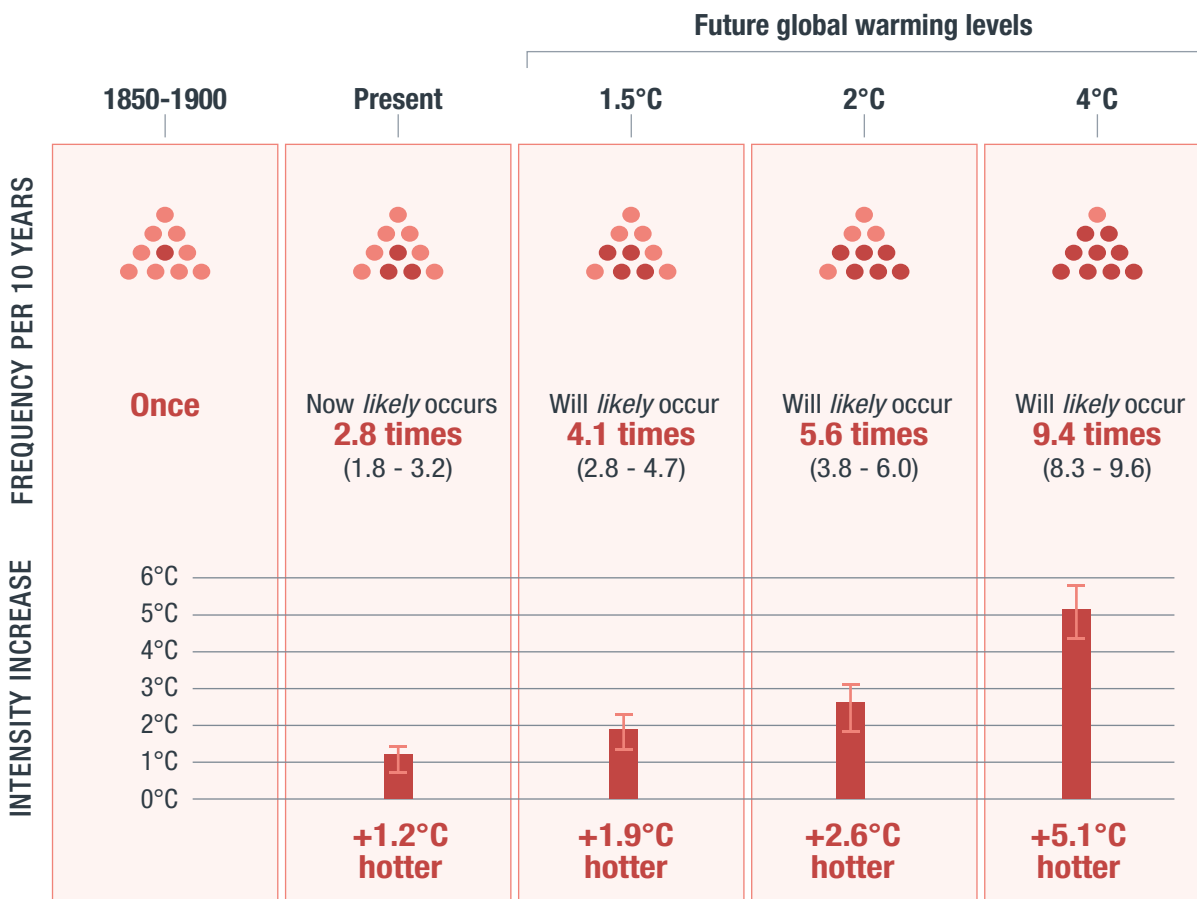 Future global warming levels
1850-1900
Present
1.5°C
2°C
4°C
FREQUENCY PER 10 YEARS
Once
Now likely occurs
2.8 times
(1.8 - 3.2)
Will likely occur
4.1 times
(2.8 - 4.7)
Will likely occur
5.6 times
(3.8 - 6.0)
Will likely occur
9.4 times
(8.3 - 9.6)
INTENSITY INCREASE
6°C
5°C
4°C
3°C
2°C
1°C
0°C
+1.2°C
hotter
+1.9°C
hotter
+2.6°C
hotter
+5.1°C
hotter